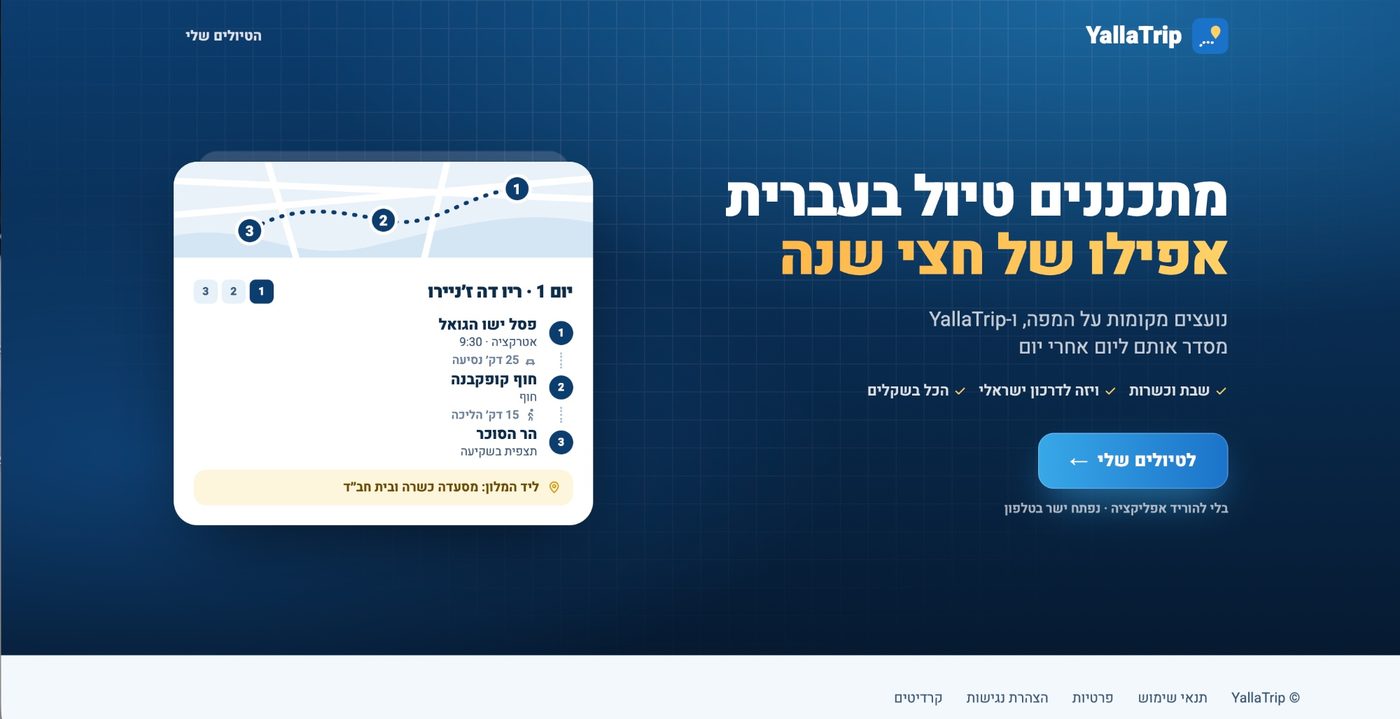 YallaTrip
הטיולים שלי
מתכננים טיול בעברית
אפילו של חצי שנה
נועצים מקומות על המפה, ו-YallaTrip
מסדר אותם ליום אחרי יום
שבת וכשרות
ויזה לדרכון ישראלי
הכל בשקלים
לטיולים שלי ←
בלי להוריד אפליקציה · נפתח ישר בטלפון
1
2
3
יום 1 · ריו דה ז'ניירו
1 2 3
1 פסל ישו הגואל
אטרקציה · 9:30
25 דק' נסיעה
2 חוף קופקבנה
חוף
15 דק' הליכה
3 הר הסוכר
תצפית בשקיעה
ליד המלון: מסעדה כשרה ובית חב"ד
© YallaTrip תנאי שימוש פרטיות הצהרת נגישות קרדיטים